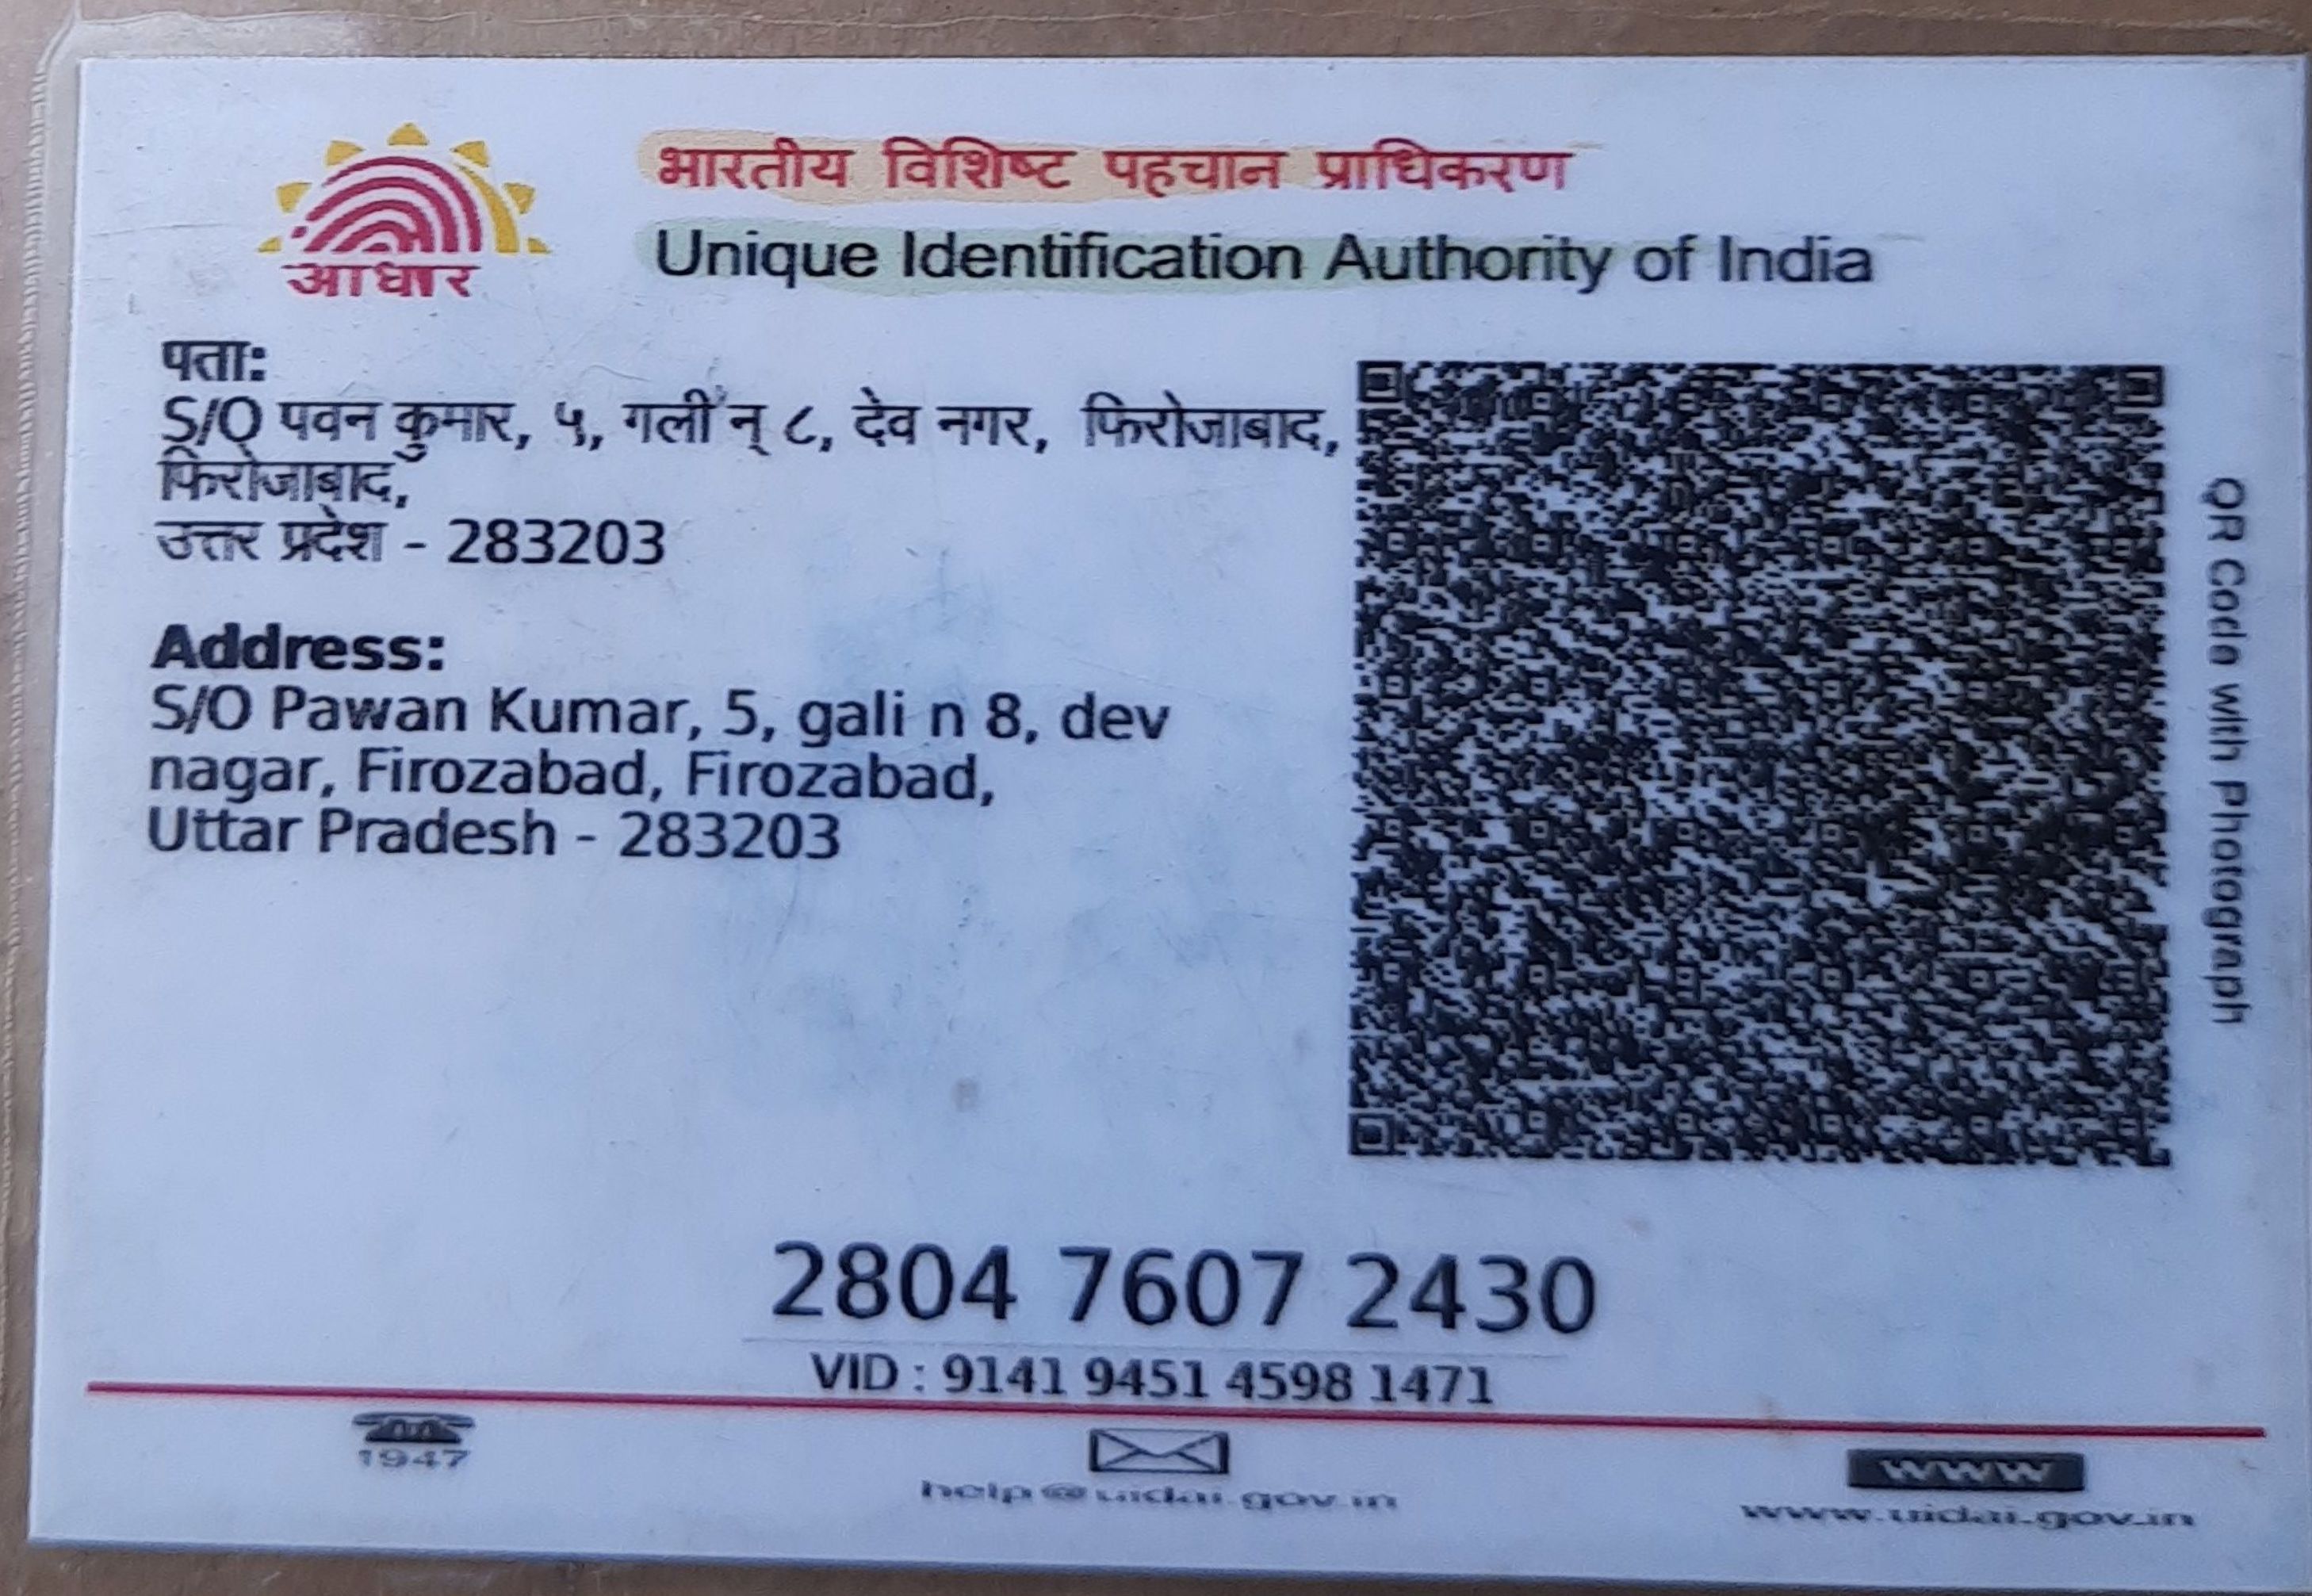 आधार
भारतीय विशिष्ट पहचान प्राधिकरण
Unique Identification Authority of India
पता:
S/O पवन कुमार, ५, गली न् ८, देव नगर, फिरोजाबाद,
फिरोजाबाद,
उत्तर प्रदेश - 283203
Address:
S/O Pawan Kumar, 5, gali n 8, dev
nagar, Firozabad, Firozabad,
Uttar Pradesh - 283203
QR Code with Photograph
2804 7607 2430
VID : 9141 9451 4598 1471
1947
help@uidai.gov.in
WWW
www.uidai.gov.in